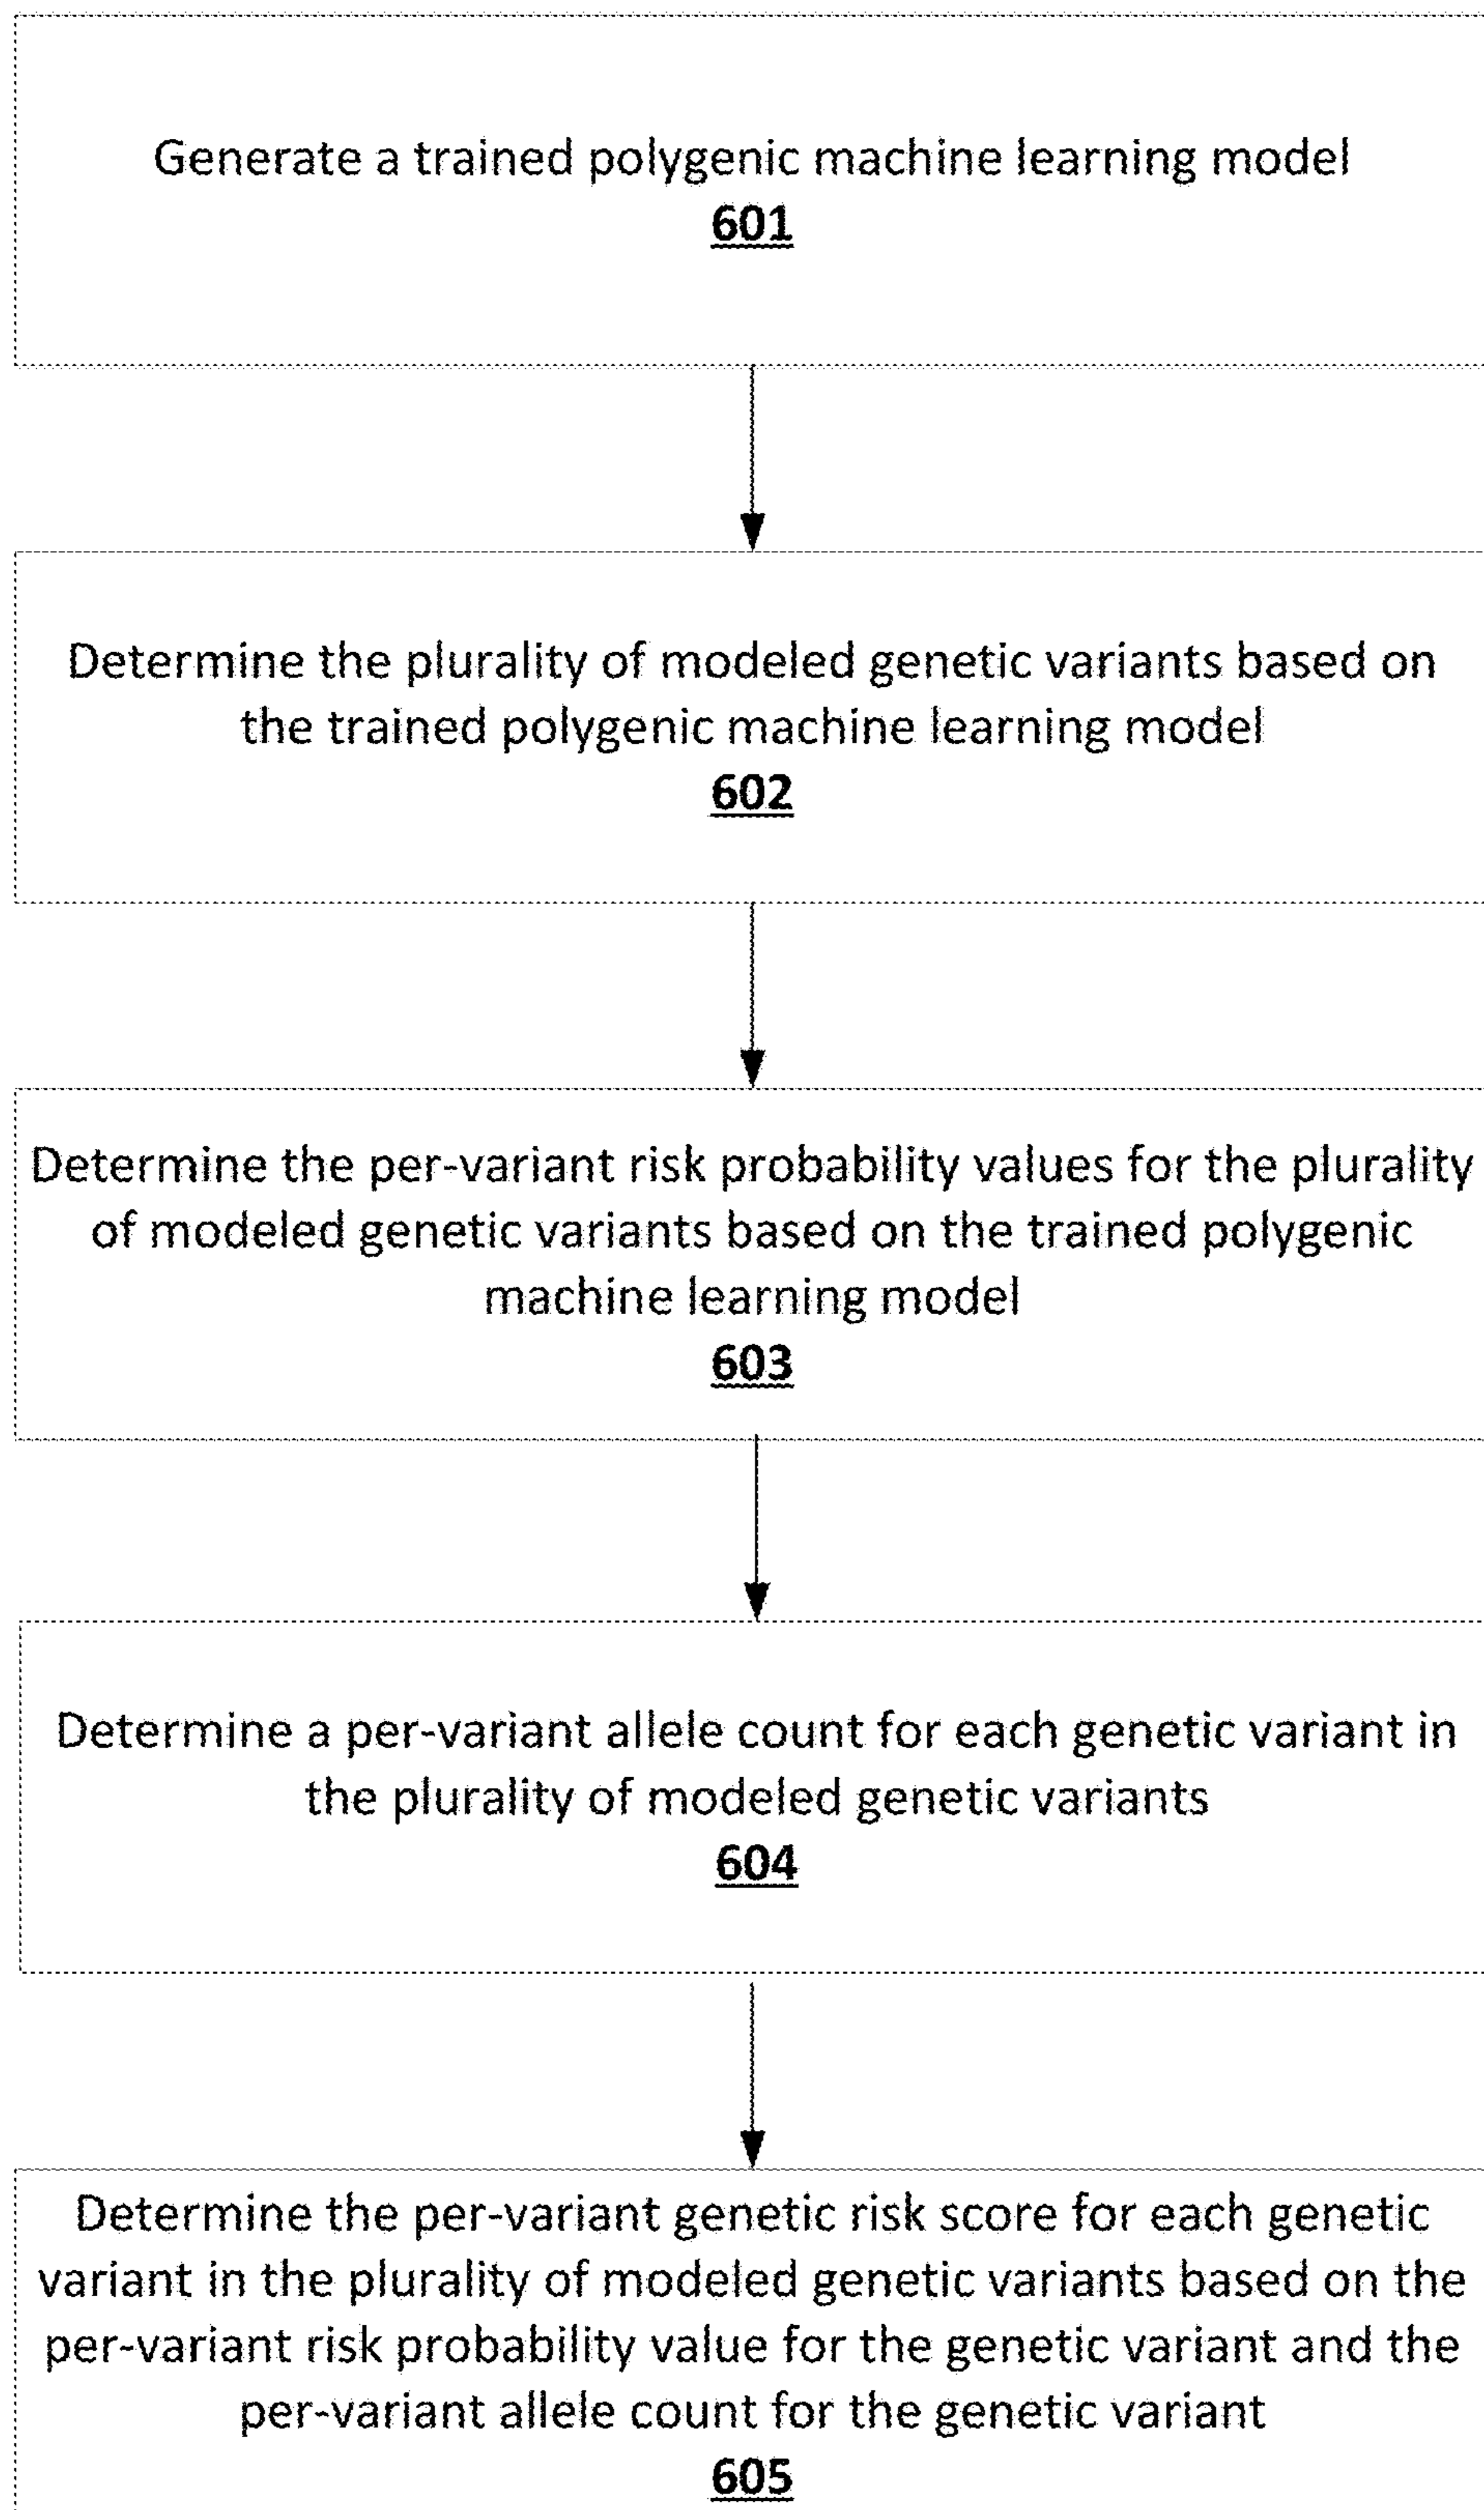 Generate a trained polygenic machine learning model
601
Determine the plurality of modeled genetic variants based on
the trained polygenic machine learning model
602
Determine the per-variant risk probability values for the plurality
of modeled genetic variants based on the trained polygenic
machine learning model
603
Determine a per-variant allele count for each genetic variant in
the plurality of modeled genetic variants
604
Determine the per-variant genetic risk score for each genetic
variant in the plurality of modeled genetic variants based on the
per-variant risk probability value for the genetic variant and the
per-variant allele count for the genetic variant
605